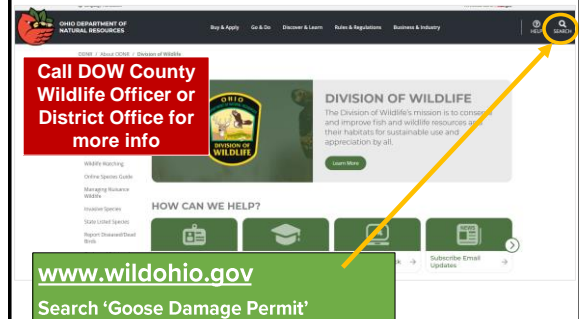 OHIO DEPARTMENT OF
NATURAL RESOURCES
Buy & Apply Go & Do Discover & Learn Rules & Regulations Business & Industry
HELP SEARCH
ODNR / About ODNR / Division of Wildlife
Call DOW County
Wildlife Officer or
District Office for
more info
OHIO
DIVISION OF
WILDLIFE
DIVISION OF WILDLIFE
The Division of Wildlife's mission is to conserve
and improve fish and wildlife resources and
their habitats for sustainable use and
appreciation by all.
Learn More
Wildlife Watching
Online Species Guide
Managing Nuisance
Wildlife
Invasive Species
State Listed Species
Report Diseased/Dead
Birds
HOW CAN WE HELP?
NEWS
Subscribe Email
Updates
www.wildohio.gov
Search 'Goose Damage Permit'